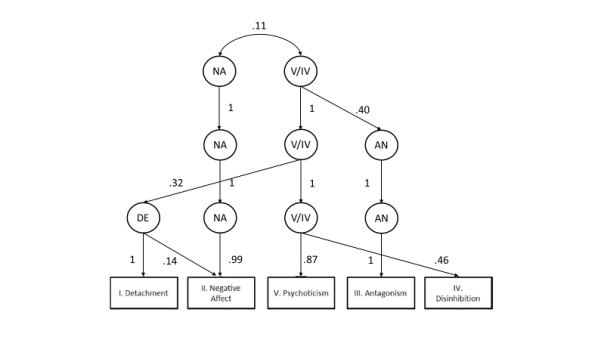 .11
NA V/IV
1 1 .40
NA V/IV AN
.32 1 1 1
DE NA V/IV AN
1 .14 .99 .87 1 .46
I. Detachment II. Negative Affect V. Psychoticism III. Antagonism IV. Disinhibition